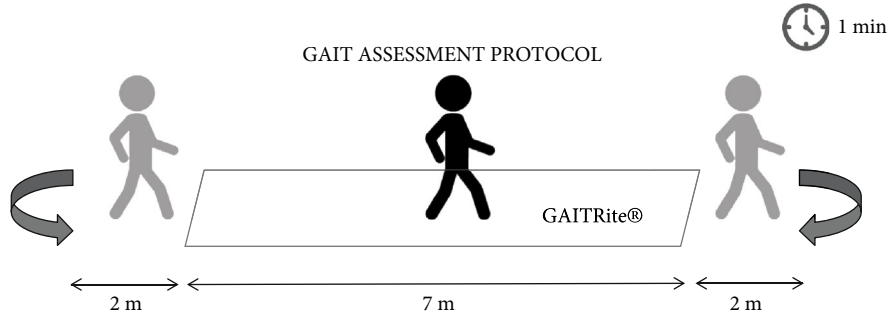 1 min
GAIT ASSESSMENT PROTOCOL
GAITRite®
2 m
7 m
2 m